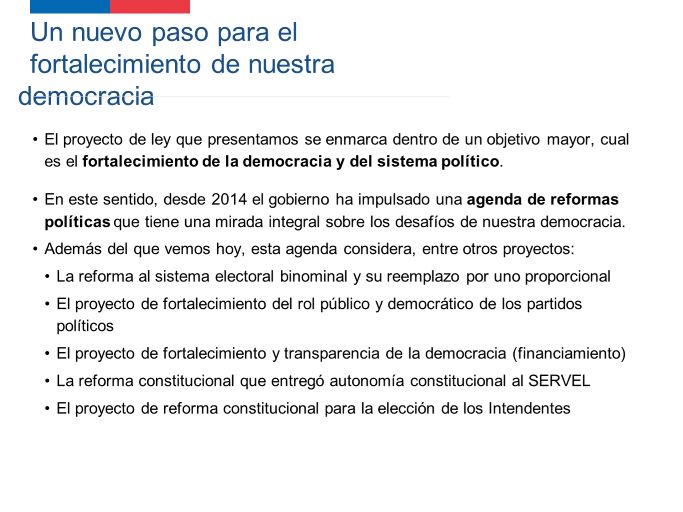 Un nuevo paso para el
fortalecimiento de nuestra
democracia
• El proyecto de ley que presentamos se enmarca dentro de un objetivo mayor, cual
es el fortalecimiento de la democracia y del sistema político.
• En este sentido, desde 2014 el gobierno ha impulsado una agenda de reformas
políticas que tiene una mirada integral sobre los desafíos de nuestra democracia.
• Además del que vemos hoy, esta agenda considera, entre otros proyectos:
• La reforma al sistema electoral binominal y su reemplazo por uno proporcional
• El proyecto de fortalecimiento del rol público y democrático de los partidos
políticos
• El proyecto de fortalecimiento y transparencia de la democracia (financiamiento)
• La reforma constitucional que entregó autonomía constitucional al SERVEL
• El proyecto de reforma constitucional para la elección de los Intendentes